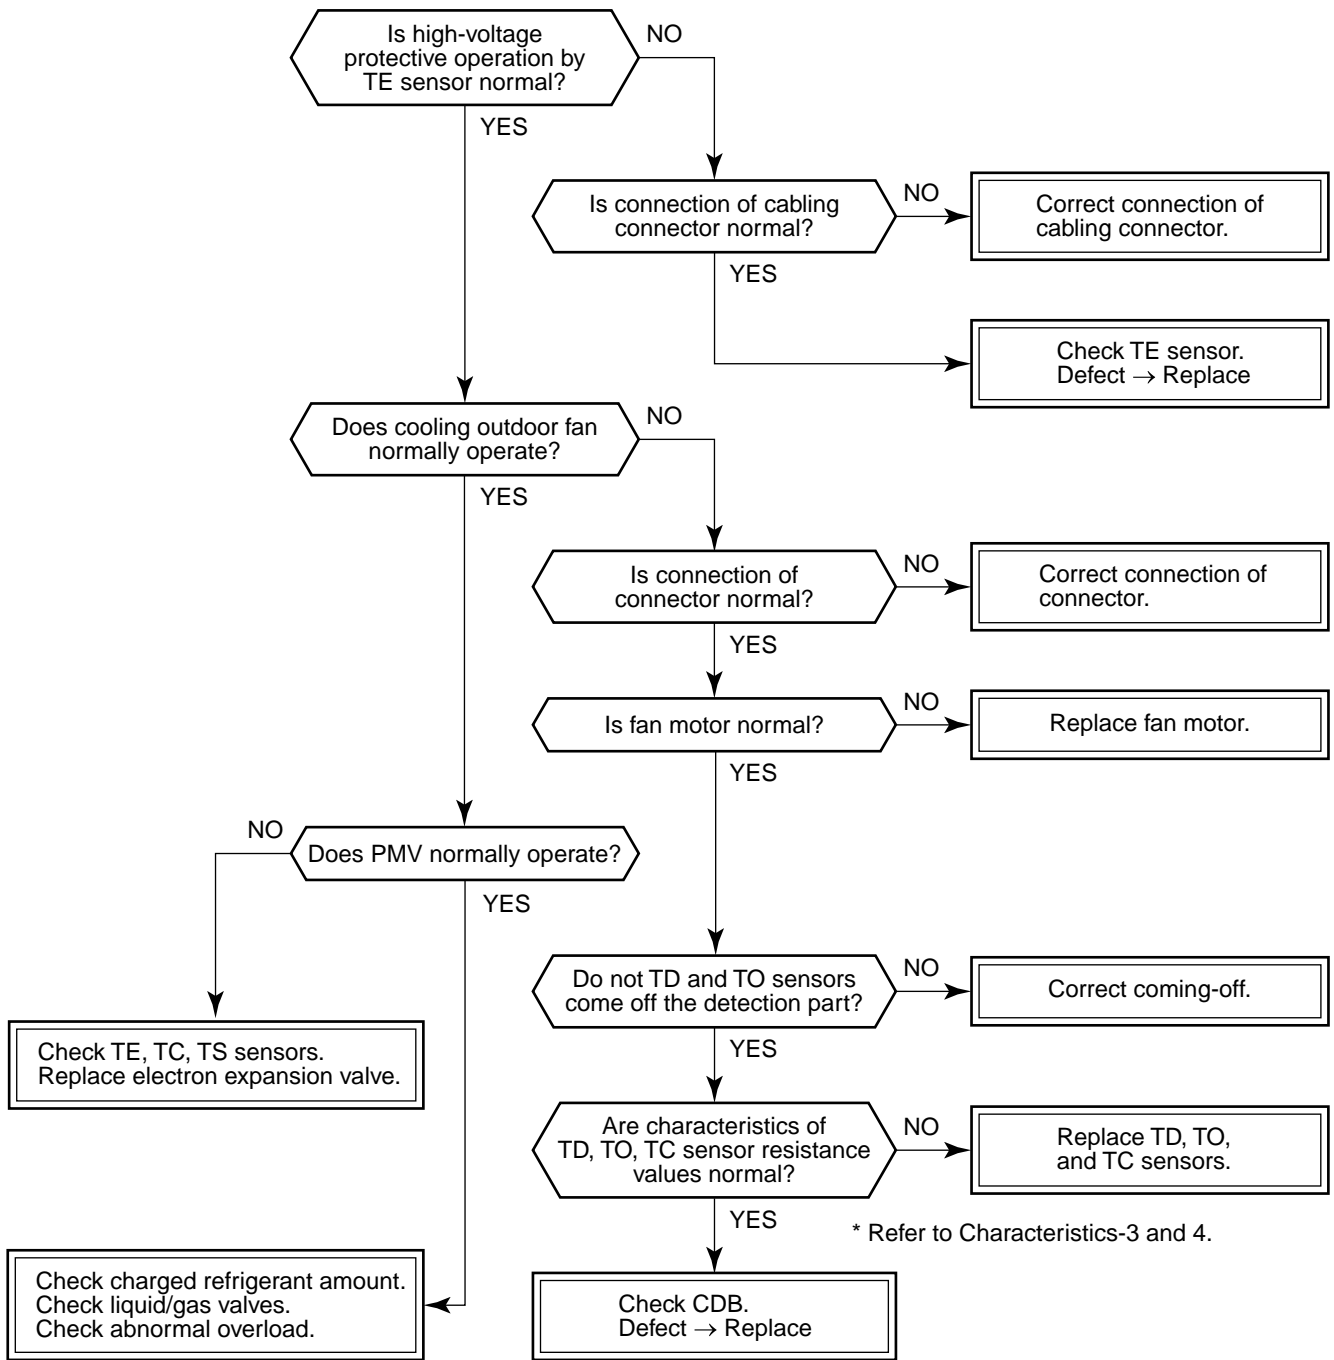 Is high-voltage
protective operation by
TE sensor normal?
NO
YES
Is connection of cabling
connector normal?
NO
Correct connection of
cabling connector.
YES
Check TE sensor.
Defect → Replace
Does cooling outdoor fan
normally operate?
NO
YES
Is connection of
connector normal?
NO
Correct connection of
connector.
YES
Is fan motor normal?
NO
Replace fan motor.
YES
NO
Does PMV normally operate?
YES
Do not TD and TO sensors
come off the detection part?
NO
Correct coming-off.
YES
Check TE, TC, TS sensors.
Replace electron expansion valve.
Are characteristics of
TD, TO, TC sensor resistance
values normal?
NO
Replace TD, TO,
and TC sensors.
YES
* Refer to Characteristics-3 and 4.
Check charged refrigerant amount.
Check liquid/gas valves.
Check abnormal overload.
Check CDB.
Defect → Replace